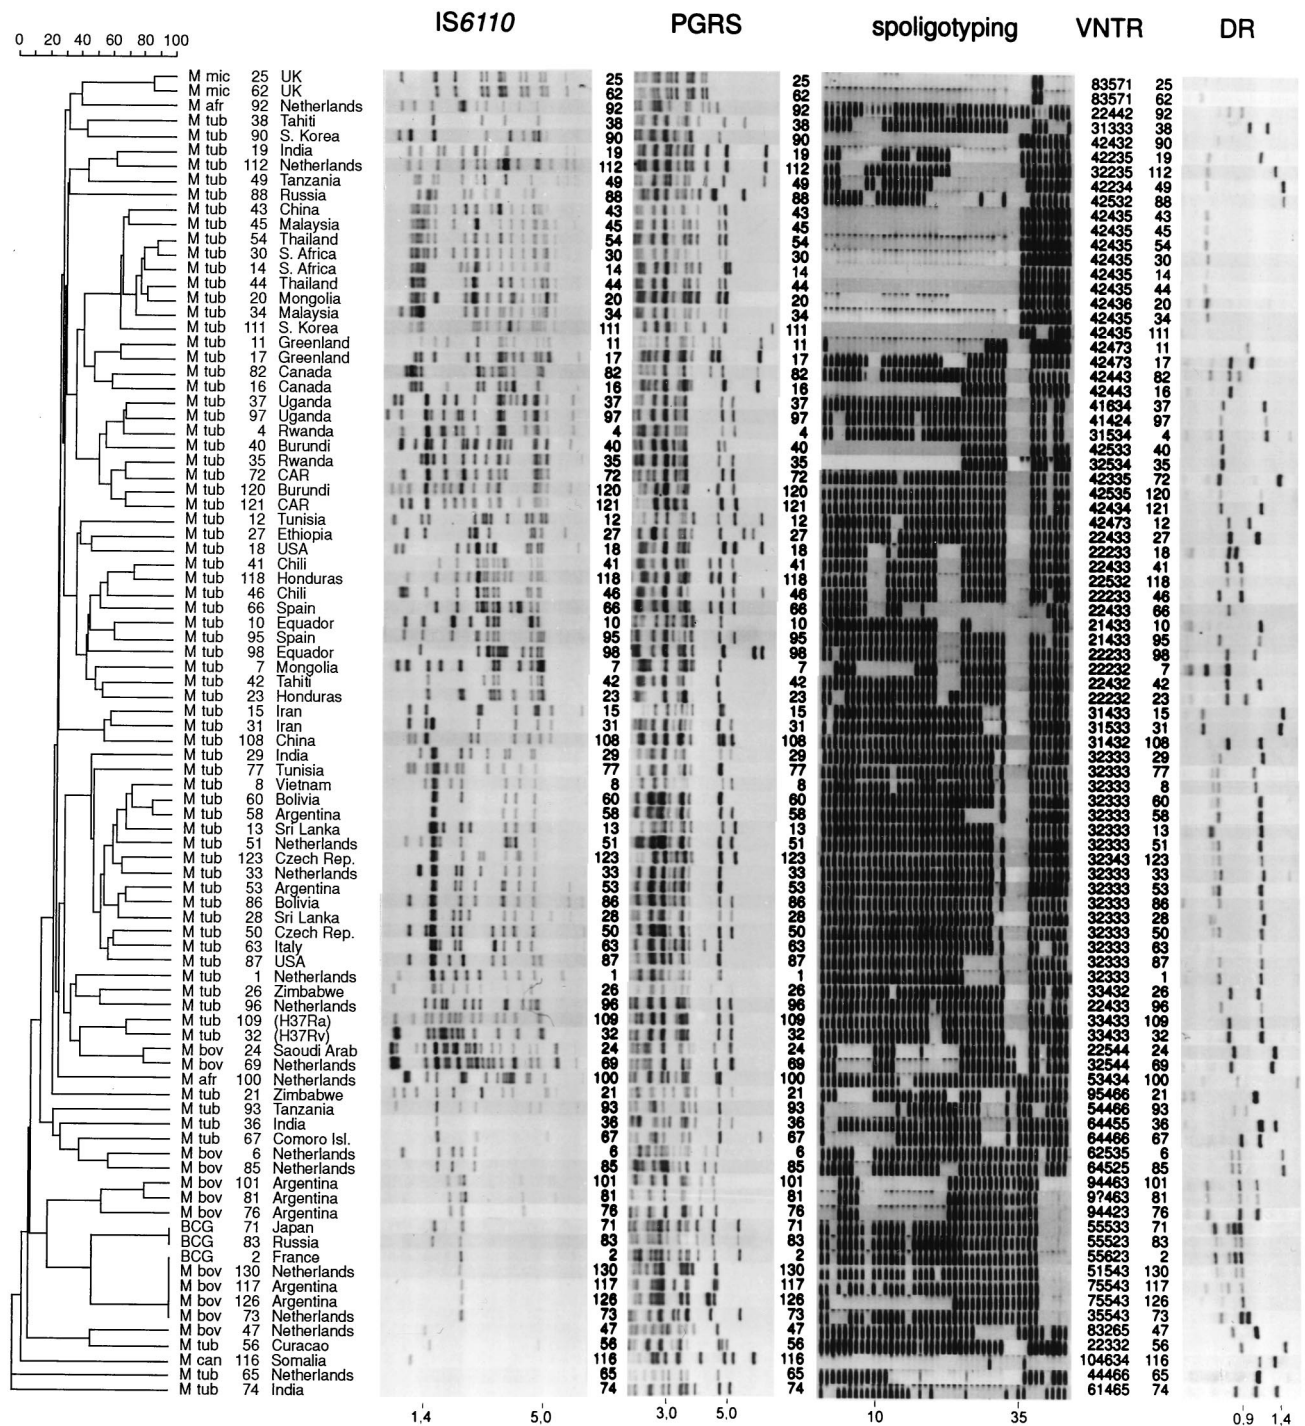 IS6110 PGRS spoligotyping VNTR DR
0 20 40 60 80 100
M mic 25 UK 25 25 83571 25
M mic 62 UK 62 62 83571 62
M afr 92 Netherlands 92 92 22442 92
M tub 38 Tahiti 38 38 31333 38
M tub 90 S. Korea 90 90 42432 90
M tub 19 India 19 19 42235 19
M tub 112 Netherlands 112 112 32235 112
M tub 49 Tanzania 49 49 42234 49
M tub 88 Russia 88 88 42532 88
M tub 43 China 43 43 42435 43
M tub 45 Malaysia 45 45 42435 45
M tub 54 Thailand 54 54 42435 54
M tub 30 S. Africa 30 30 42435 30
M tub 14 S. Africa 14 14 42435 14
M tub 44 Thailand 44 44 42435 44
M tub 20 Mongolia 20 20 42436 20
M tub 34 Malaysia 34 34 42435 34
M tub 111 S. Korea 111 111 42435 111
M tub 11 Greenland 11 11 42473 11
M tub 17 Greenland 17 17 42473 17
M tub 82 Canada 82 82 42443 82
M tub 16 Canada 16 16 42443 16
M tub 37 Uganda 37 37 41634 37
M tub 97 Uganda 97 97 41424 97
M tub 4 Rwanda 4 4 31534 4
M tub 40 Burundi 40 40 42533 40
M tub 35 Rwanda 35 35 32534 35
M tub 72 CAR 72 72 42335 72
M tub 120 Burundi 120 120 42535 120
M tub 121 CAR 121 121 42434 121
M tub 12 Tunisia 12 12 42473 12
M tub 27 Ethiopia 27 27 22433 27
M tub 18 USA 18 18 22233 18
M tub 41 Chili 41 41 22433 41
M tub 118 Honduras 118 118 22532 118
M tub 46 Chili 46 46 22233 46
M tub 66 Spain 66 66 22433 66
M tub 10 Equador 10 10 21433 10
M tub 95 Spain 95 95 21433 95
M tub 98 Equador 98 98 22233 98
M tub 7 Mongolia 7 7 22232 7
M tub 42 Tahiti 42 42 22432 42
M tub 23 Honduras 23 23 22232 23
M tub 15 Iran 15 15 31433 15
M tub 31 Iran 31 31 31533 31
M tub 108 China 108 108 31432 108
M tub 29 India 29 29 32333 29
M tub 77 Tunisia 77 77 32333 77
M tub 8 Vietnam 8 8 32333 8
M tub 60 Bolivia 60 60 32333 60
M tub 58 Argentina 58 58 32333 58
M tub 13 Sri Lanka 13 13 32333 13
M tub 51 Netherlands 51 51 32333 51
M tub 123 Czech Rep. 123 123 32343 123
M tub 33 Netherlands 33 33 32333 33
M tub 53 Argentina 53 53 32333 53
M tub 86 Bolivia 86 86 32333 86
M tub 28 Sri Lanka 28 28 32333 28
M tub 50 Czech Rep. 50 50 32333 50
M tub 63 Italy 63 63 32333 63
M tub 87 USA 87 87 32333 87
M tub 1 Netherlands 1 1 32333 1
M tub 26 Zimbabwe 26 26 33432 26
M tub 96 Netherlands 96 96 22433 96
M tub 109 (H37Ra) 109 109 33433 109
M tub 32 (H37Rv) 32 32 33433 32
M bov 24 Saoudi Arab 24 24 22544 24
M bov 69 Netherlands 69 69 32544 69
M afr 100 Netherlands 100 100 53434 100
M tub 21 Zimbabwe 21 21 95466 21
M tub 93 Tanzania 93 93 54466 93
M tub 36 India 36 36 64455 36
M tub 67 Comoro Isl. 67 67 64466 67
M bov 6 Netherlands 6 6 62535 6
M bov 85 Netherlands 85 85 64525 85
M bov 101 Argentina 101 101 94463 101
M bov 81 Argentina 81 81 9?463 81
M bov 76 Argentina 76 76 94423 76
BCG 71 Japan 71 71 55533 71
BCG 83 Russia 83 83 55523 83
BCG 2 France 2 2 55623 2
M bov 130 Netherlands 130 130 51543 130
M bov 117 Argentina 117 117 75543 117
M bov 126 Argentina 126 126 75543 126
M bov 73 Netherlands 73 73 35543 73
M bov 47 Netherlands 47 47 83265 47
M tub 56 Curacao 56 56 22332 56
M can 116 Somalia 116 116 104634 116
M tub 65 Netherlands 65 65 44466 65
M tub 74 India 74 74 61465 74
1,4 5,0 3,0 5,0 10 35 0,9 1,4